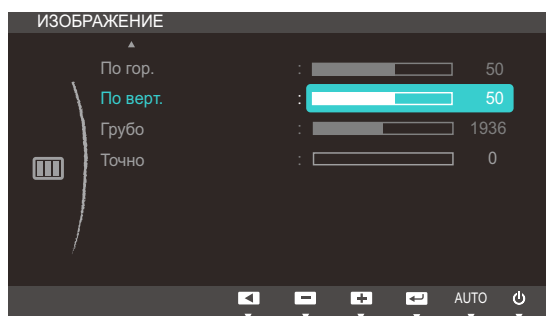 ИЗОБРАЖЕНИЕ
По гор. : 50
По верт. : 50
Грубо : 1936
Точно : 0
AUTO